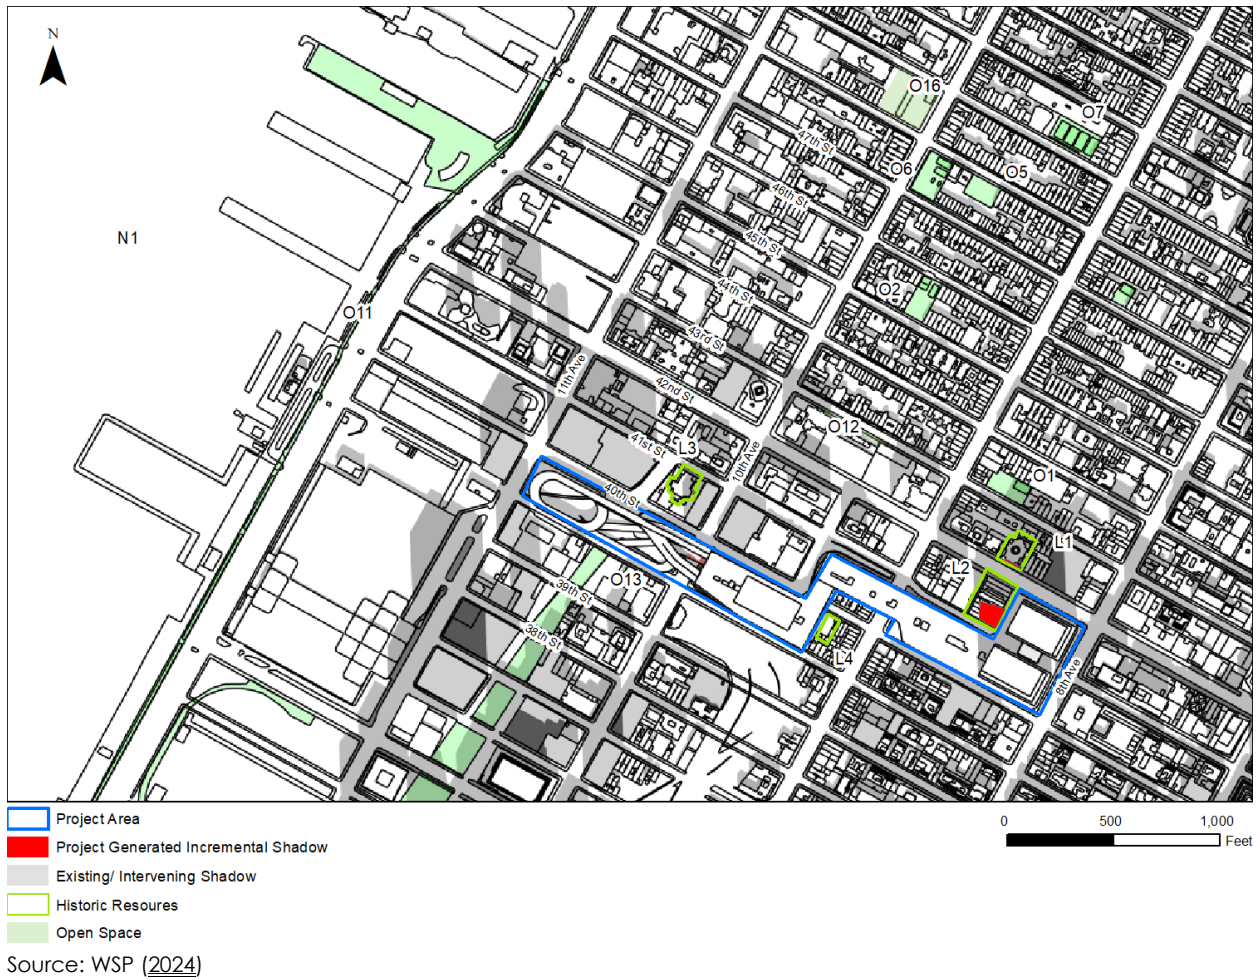 N
O16
O7
47th St
O6
O5
46th St
N1
45th St
44th St
O2
O11
43rd St
11th Ave
42nd St
O12
41st St
L3
10th Ave
O1
40th St
L1
L2
O13
39th St
38th St
L4
8th Ave
Project Area
0 500 1,000
Project Generated Incremental Shadow
Feet
Existing/ Intervening Shadow
Historic Resoures
Open Space
Source: WSP (2024)